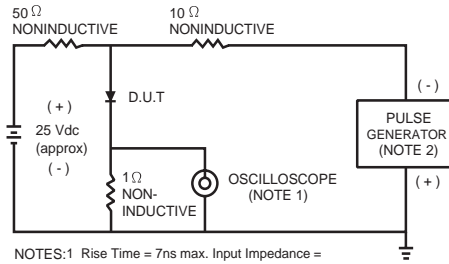 50 Ω
NONINDUCTIVE
10 Ω
NONINDUCTIVE
( + )
25 Vdc
(approx)
( - )
D.U.T
1 Ω
NON-
INDUCTIVE
OSCILLOSCOPE
(NOTE 1)
( - )
PULSE
GENERATOR
(NOTE 2)
( + )
NOTES:1 Rise Time = 7ns max. Input Impedance =